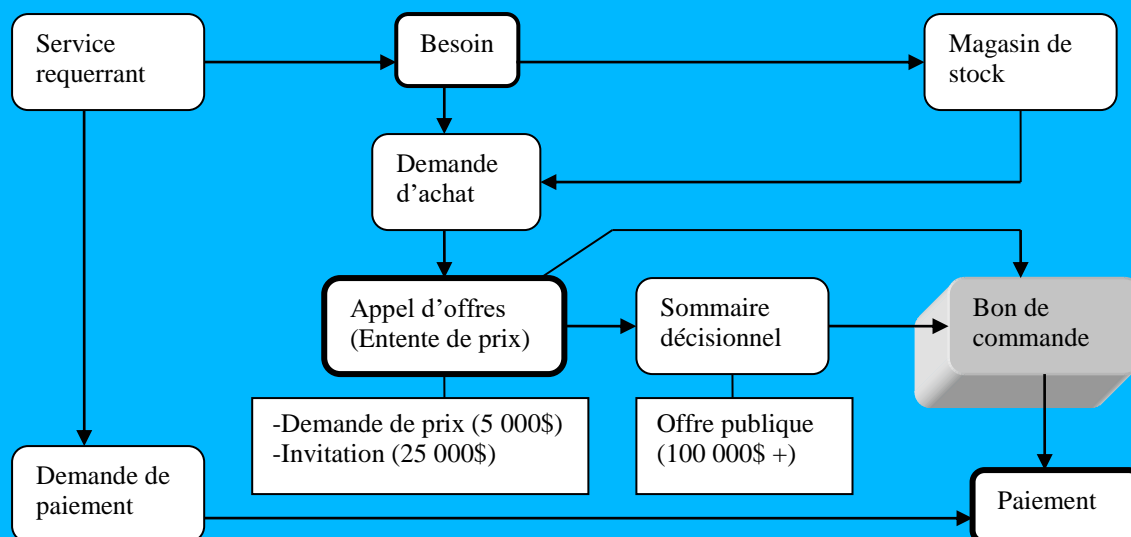 Service
requerrant
Besoin
Magasin de
stock
Demande
d’achat
Appel d’offres
(Entente de prix)
Sommaire
décisionnel
Bon de
commande
-Demande de prix (5 000$)
-Invitation (25 000$)
Offre publique
(100 000$ +)
Demande de
paiement
Paiement